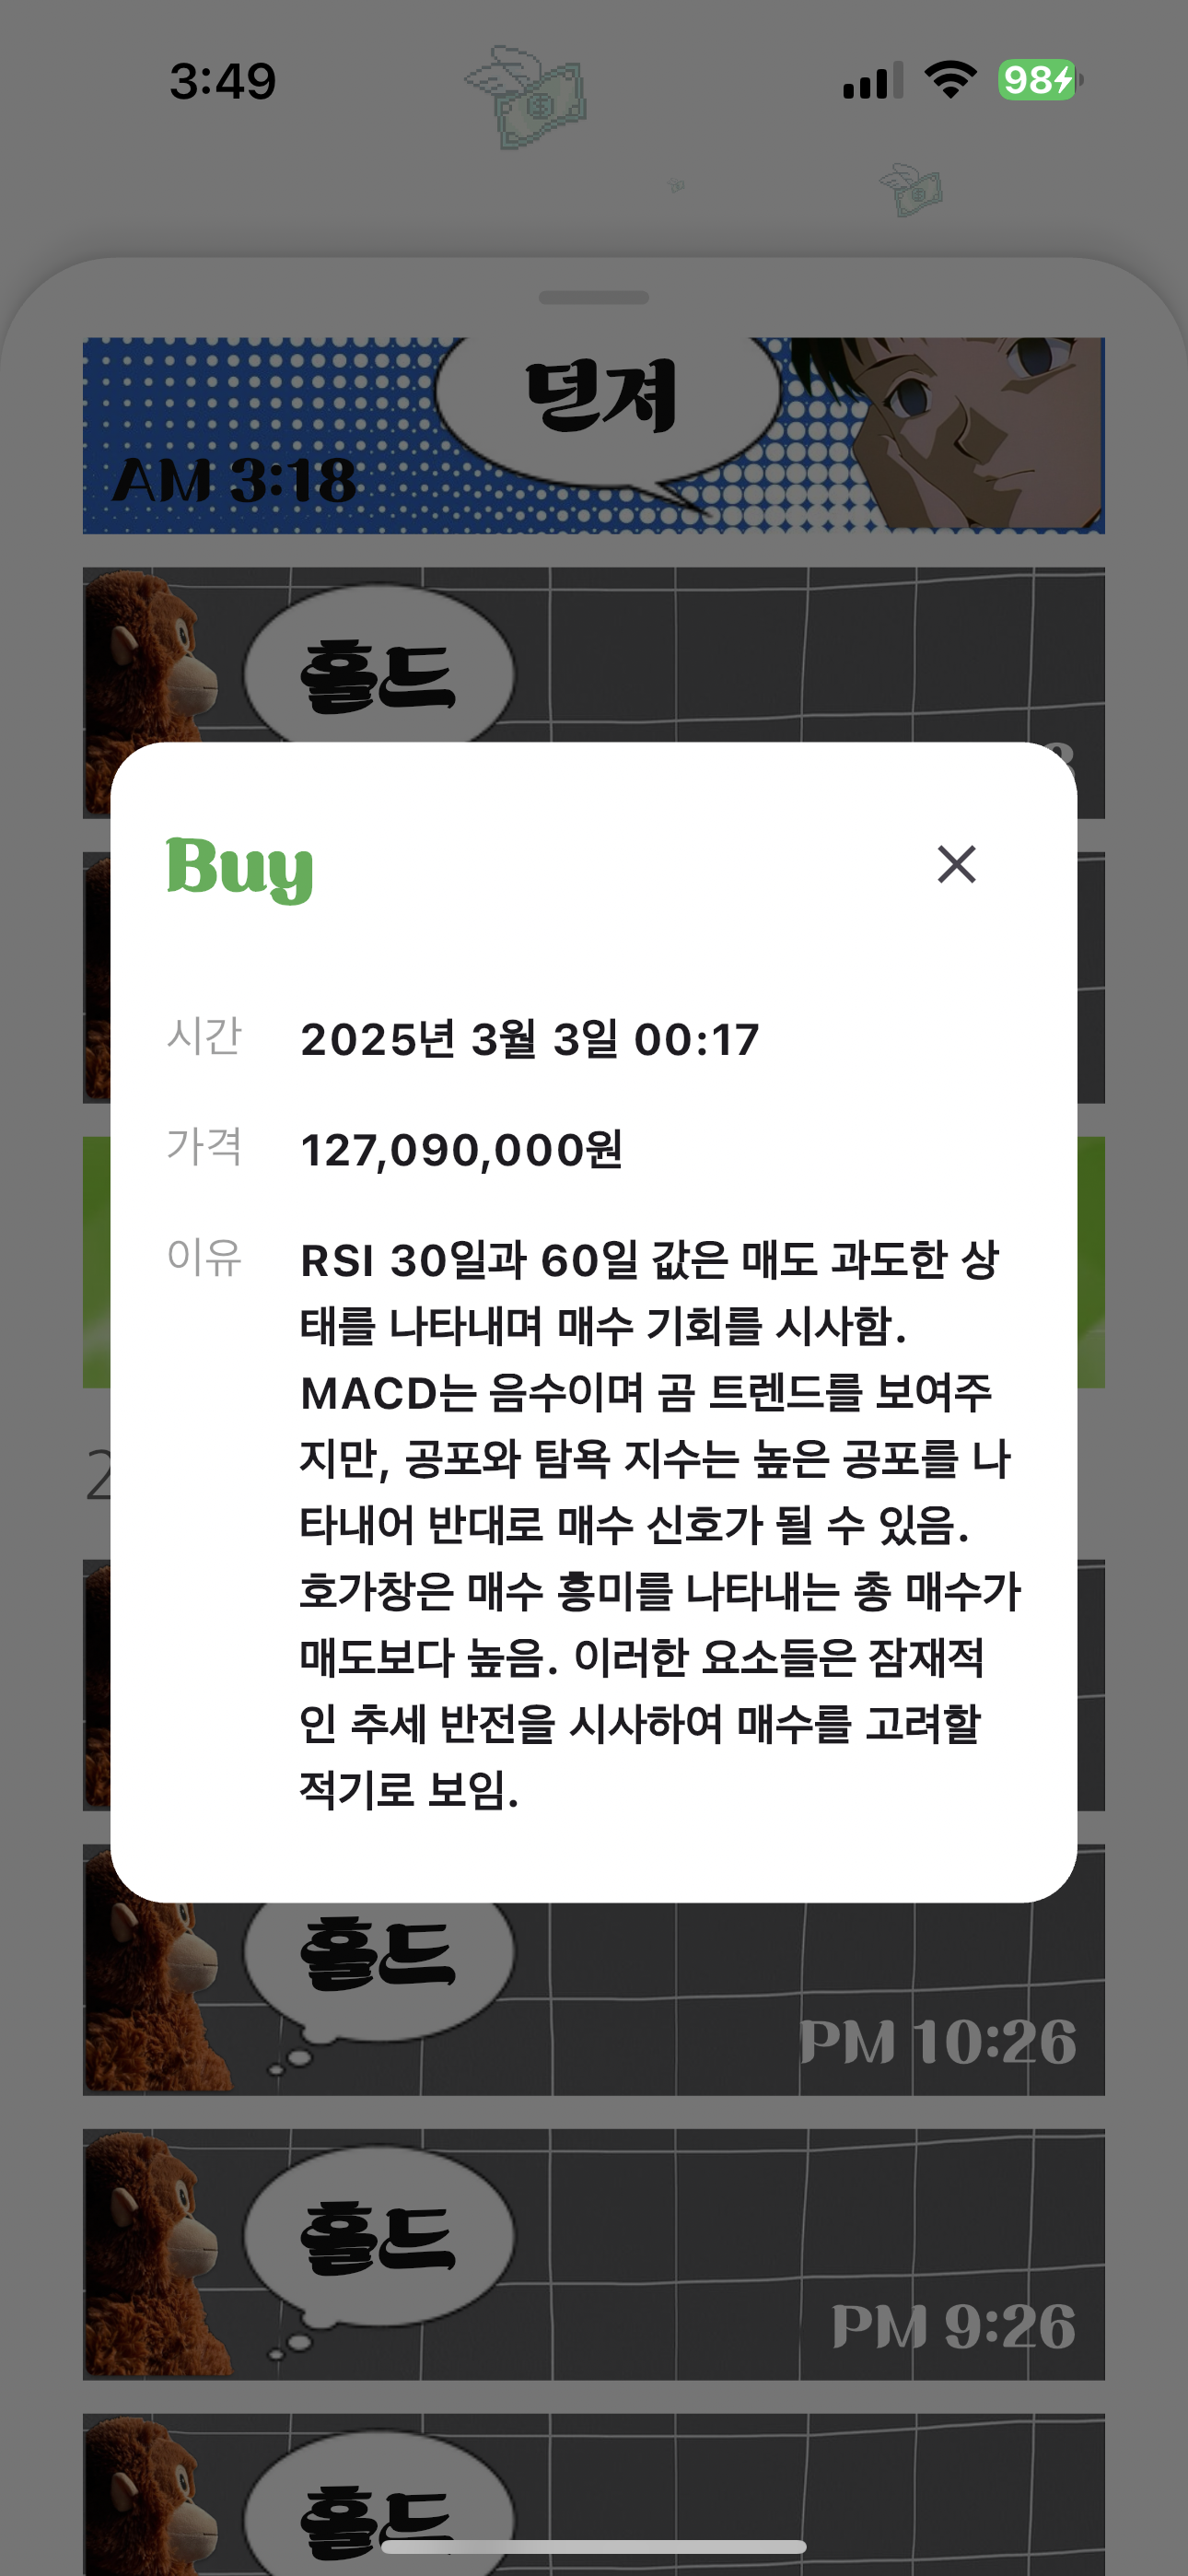 3:49
98
던져
AM 3:18
홀드
Buy
시간 2025년 3월 3일 00:17
가격 127,090,000원
이유 RSI 30일과 60일 값은 매도 과도한 상
태를 나타내며 매수 기회를 시사함.
MACD는 음수이며 곰 트렌드를 보여주
지만, 공포와 탐욕 지수는 높은 공포를 나
타내어 반대로 매수 신호가 될 수 있음.
호가창은 매수 흥미를 나타내는 총 매수가
매도보다 높음. 이러한 요소들은 잠재적
인 추세 반전을 시사하여 매수를 고려할
적기로 보임.
홀드
PM 10:26
홀드
PM 9:26
홀드